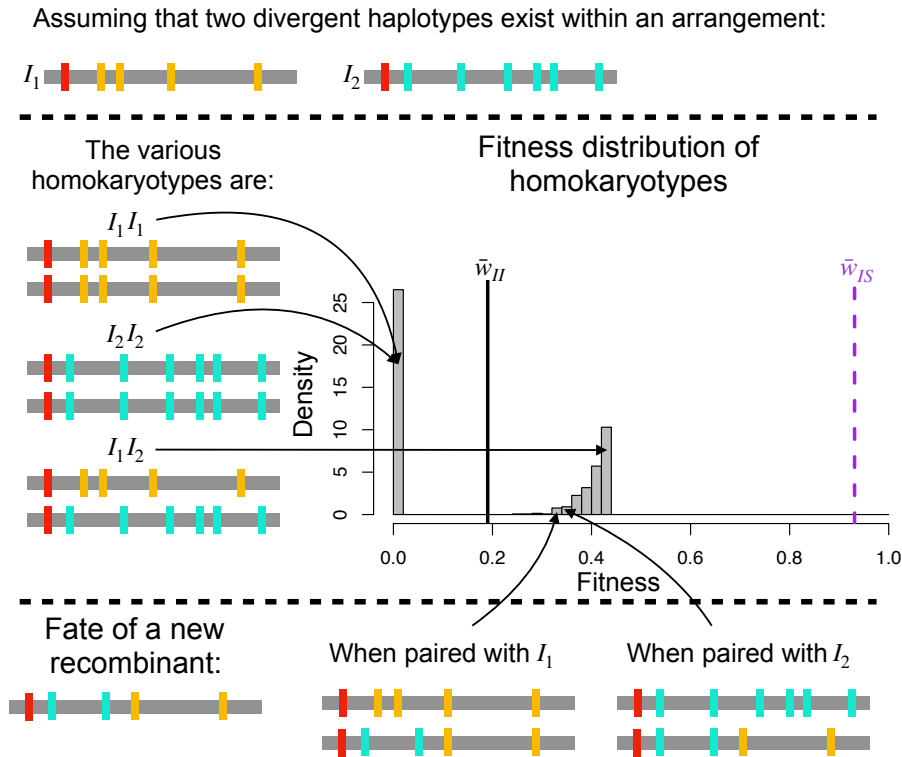 Assuming that two divergent haplotypes exist within an arrangement:
I₁ I₂
The various
homokaryotypes are:
I₁I₁
I₂I₂
I₁I₂
Fitness distribution of
homokaryotypes
w̄_II w̄_IS
Density
25
20
15
10
5
0
0.0 0.2 0.4 0.6 0.8 1.0
Fitness
Fate of a new
recombinant:
When paired with I₁
When paired with I₂